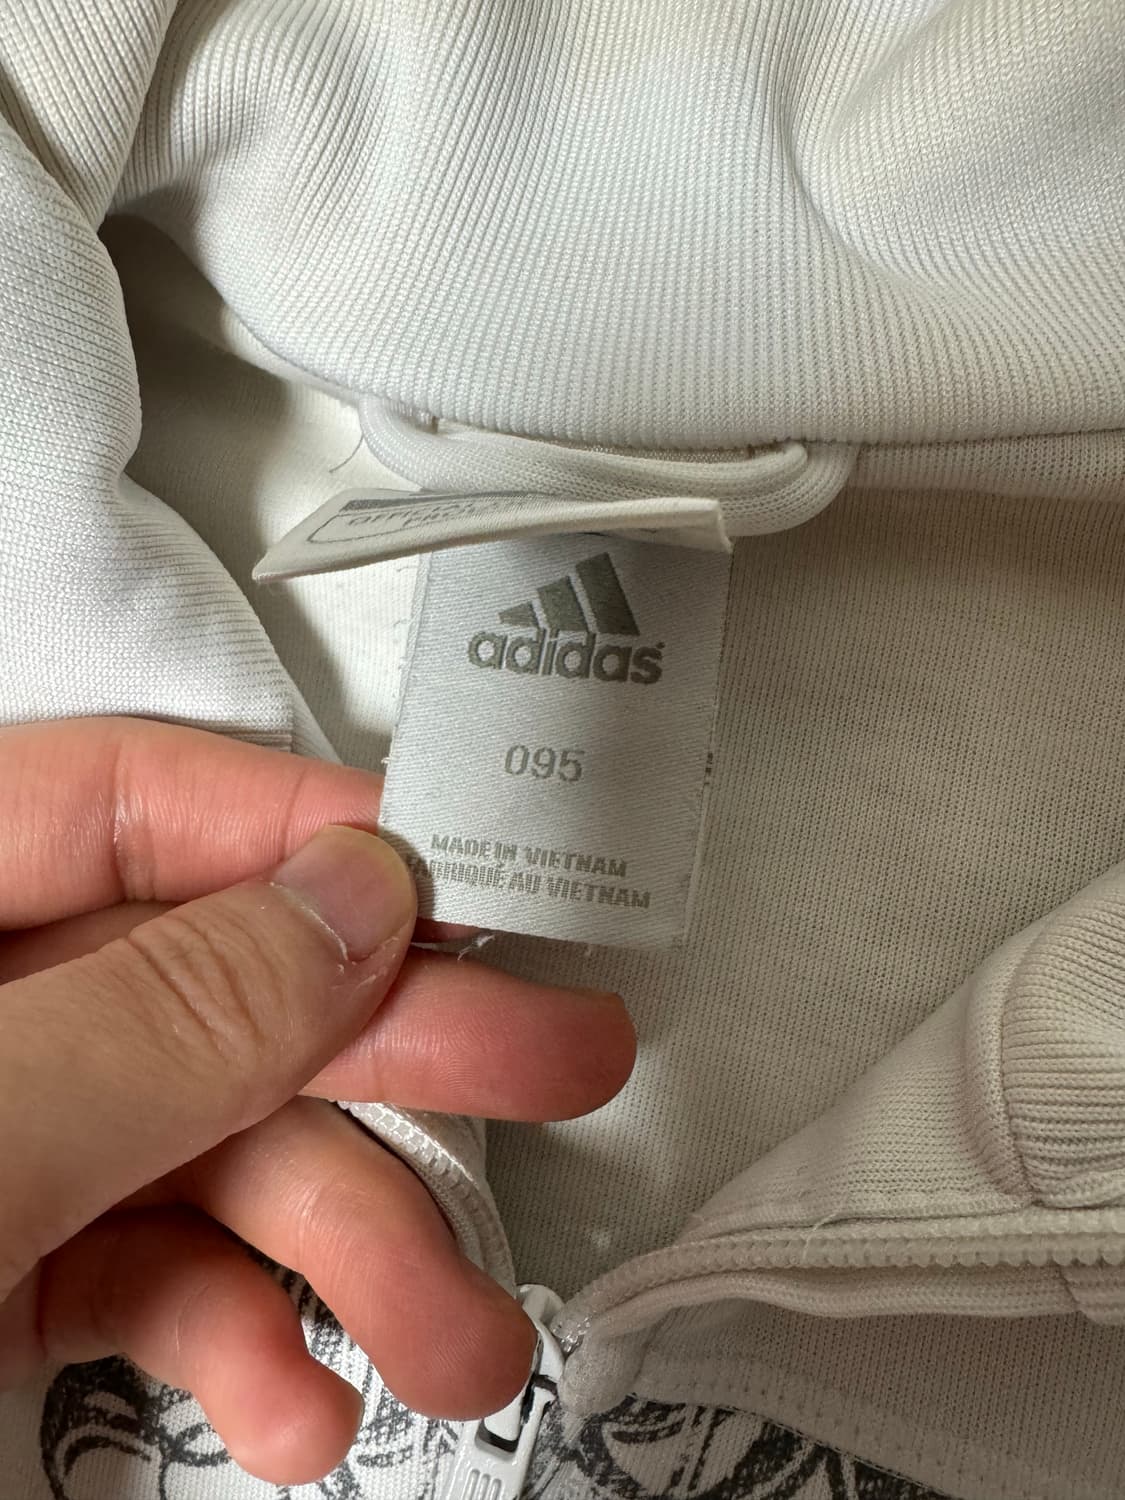 adidas
095
MADE IN VIETNAM
FABRIQUÉ AU VIETNAM